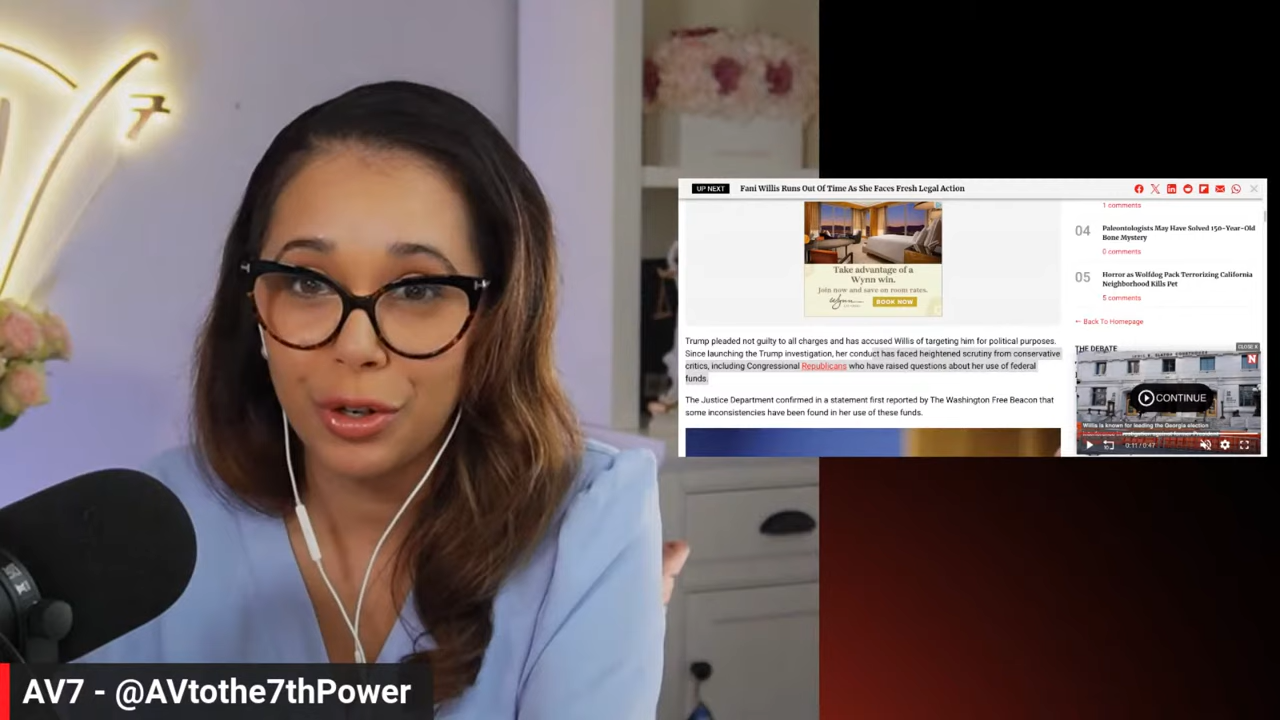 V7
UP NEXT
Fani Willis Runs Out Of Time As She Faces Fresh Legal Action
Take advantage of a
Wynn win.
Join now and save on room rates.
Wynn
BOOK NOW
Trump pleaded not guilty to all charges and has accused Willis of targeting him for political purposes.
Since launching the Trump investigation, her conduct has faced heightened scrutiny from conservative
critics, including Congressional Republicans who have raised questions about her use of federal
funds.
The Justice Department confirmed in a statement first reported by The Washington Free Beacon that
some inconsistencies have been found in her use of these funds.
1 comments
04
Paleontologists May Have Solved 150-Year-Old
Bone Mystery
0 comments
05
Horror as Wolfdog Pack Terrorizing California
Neighborhood Kills Pet
5 comments
← Back To Homepage
THE DEBATE
CLOSE X
N
CONTINUE
Willis is known for leading the Georgia election
0:11 / 0:47
AV7 - @AVtothe7thPower